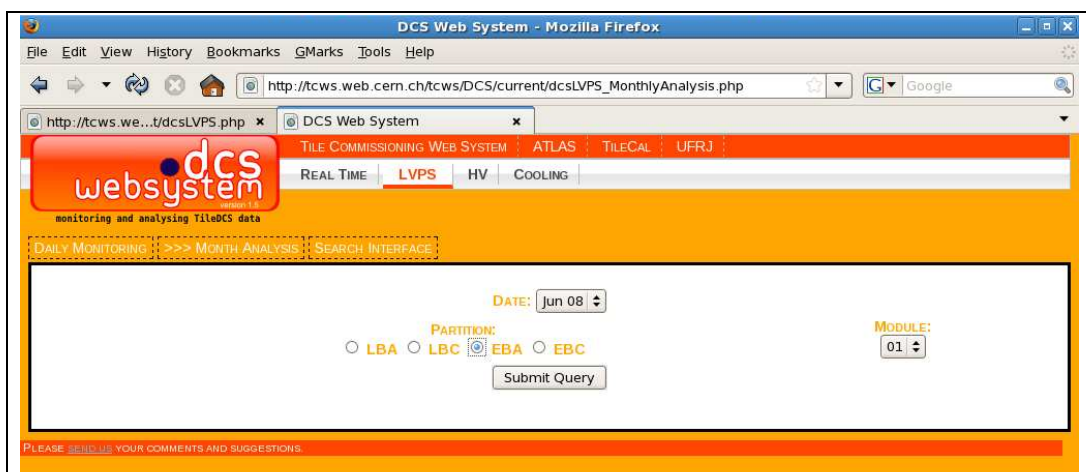 DCS Web System - Mozilla Firefox
File Edit View History Bookmarks GMarks Tools Help
http://tcws.web.cern.ch/tcws/DCS/current/dcsLVPS_MonthlyAnalysis.php G Google
http://tcws.we...t/dcsLVPS.php DCS Web System
TILE COMMISSIONING WEB SYSTEM ATLAS TILECAL UFRJ
dcs
websystem
version 1.5
REAL TIME LVPS HV COOLING
monitoring and analysing TileDCS data
DAILY MONITORING >>> MONTH ANALYSIS SEARCH INTERFACE
DATE: Jun 08
PARTITION:
LBA LBC EBA EBC
MODULE:
01
Submit Query
PLEASE SEND US YOUR COMMENTS AND SUGGESTIONS.